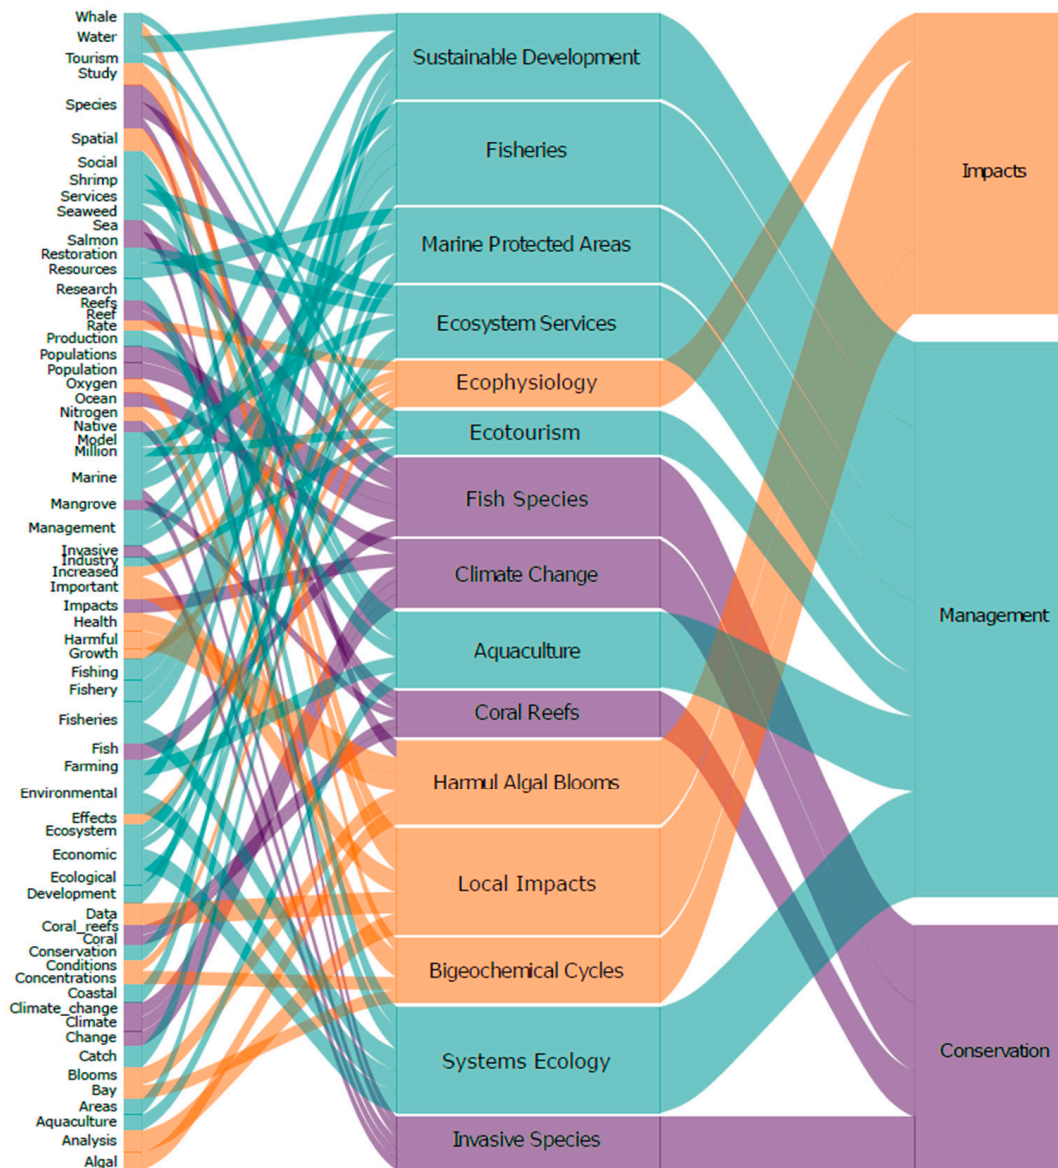 Whale
Water
Tourism
Study
Species
Spatial
Social
Shrimp
Services
Seaweed
Sea
Salmon
Restoration
Resources
Research
Reefs
Reef
Rate
Production
Populations
Population
Oxygen
Ocean
Nitrogen
Native
Model
Million
Marine
Mangrove
Management
Invasive
Industry
Increased
Important
Impacts
Health
Harmful
Growth
Fishing
Fishery
Fisheries
Fish
Farming
Environmental
Effects
Ecosystem
Economic
Ecological
Development
Data
Coral_reefs
Coral
Conservation
Conditions
Concentrations
Coastal
Climate_change
Climate
Change
Catch
Blooms
Bay
Areas
Aquaculture
Analysis
Algal
Sustainable Development
Fisheries
Marine Protected Areas
Ecosystem Services
Ecophysiology
Ecotourism
Fish Species
Climate Change
Aquaculture
Coral Reefs
Harmul Algal Blooms
Local Impacts
Bigeochemical Cycles
Systems Ecology
Invasive Species
Impacts
Management
Conservation